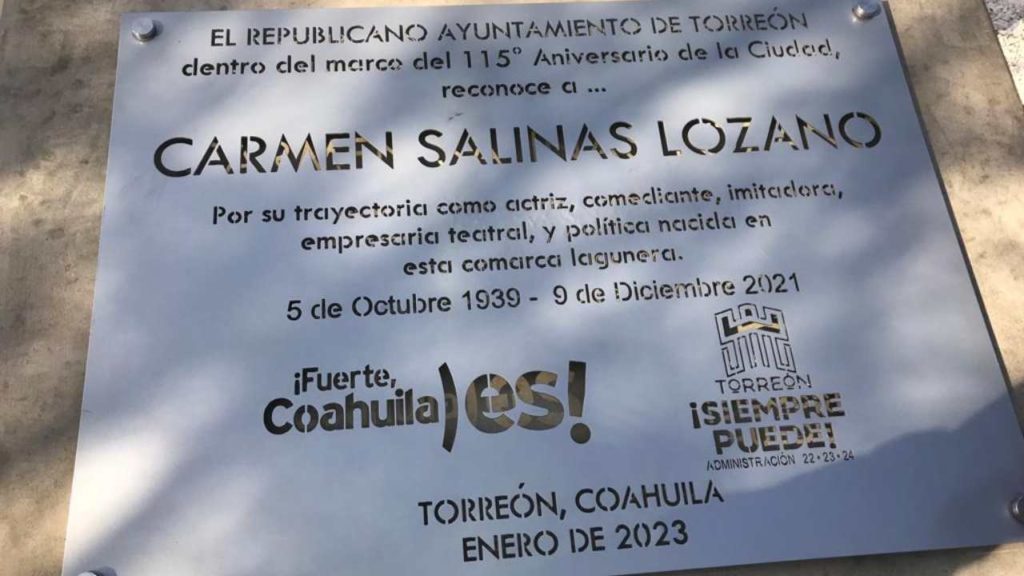 EL REPUBLICANO AYUNTAMIENTO DE TORREÓN
dentro del marco del 115° Aniversario de la Ciudad,
reconoce a ...
CARMEN SALINAS LOZANO
Por su trayectoria como actriz, comediante, imitadora,
empresaria teatral, y política nacida en
esta comarca lagunera.
5 de Octubre 1939 - 9 de Diciembre 2021
¡Fuerte,
Coahuila) es!
TORREÓN
¡SIEMPRE
PUEDE!
ADMINISTRACIÓN 22•23•24
TORREÓN, COAHUILA
ENERO DE 2023